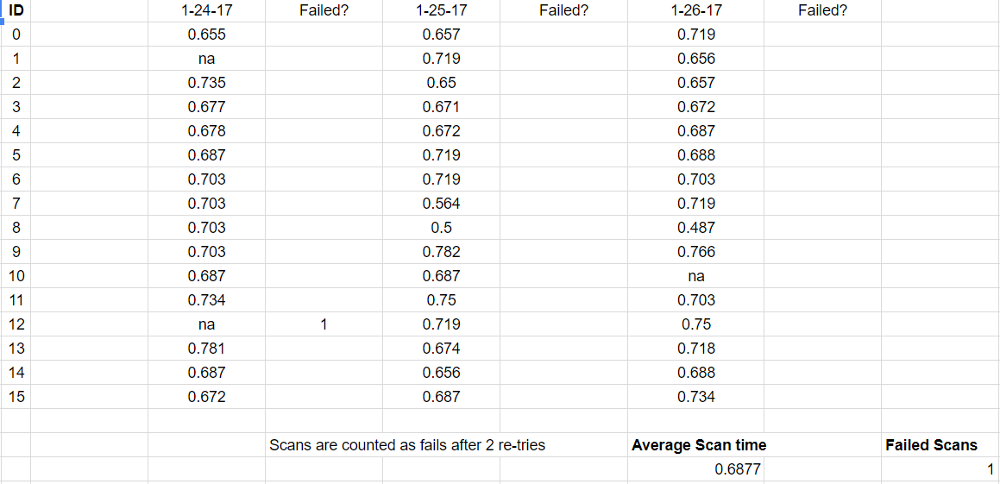 ID 1-24-17 Failed? 1-25-17 Failed? 1-26-17 Failed?
0 0.655 0.657 0.719
1 na 0.719 0.656
2 0.735 0.65 0.657
3 0.677 0.671 0.672
4 0.678 0.672 0.687
5 0.687 0.719 0.688
6 0.703 0.719 0.703
7 0.703 0.564 0.719
8 0.703 0.5 0.487
9 0.703 0.782 0.766
10 0.687 0.687 na
11 0.734 0.75 0.703
12 na 1 0.719 0.75
13 0.781 0.674 0.718
14 0.687 0.656 0.688
15 0.672 0.687 0.734
Scans are counted as fails after 2 re-tries Average Scan time Failed Scans
0.6877 1